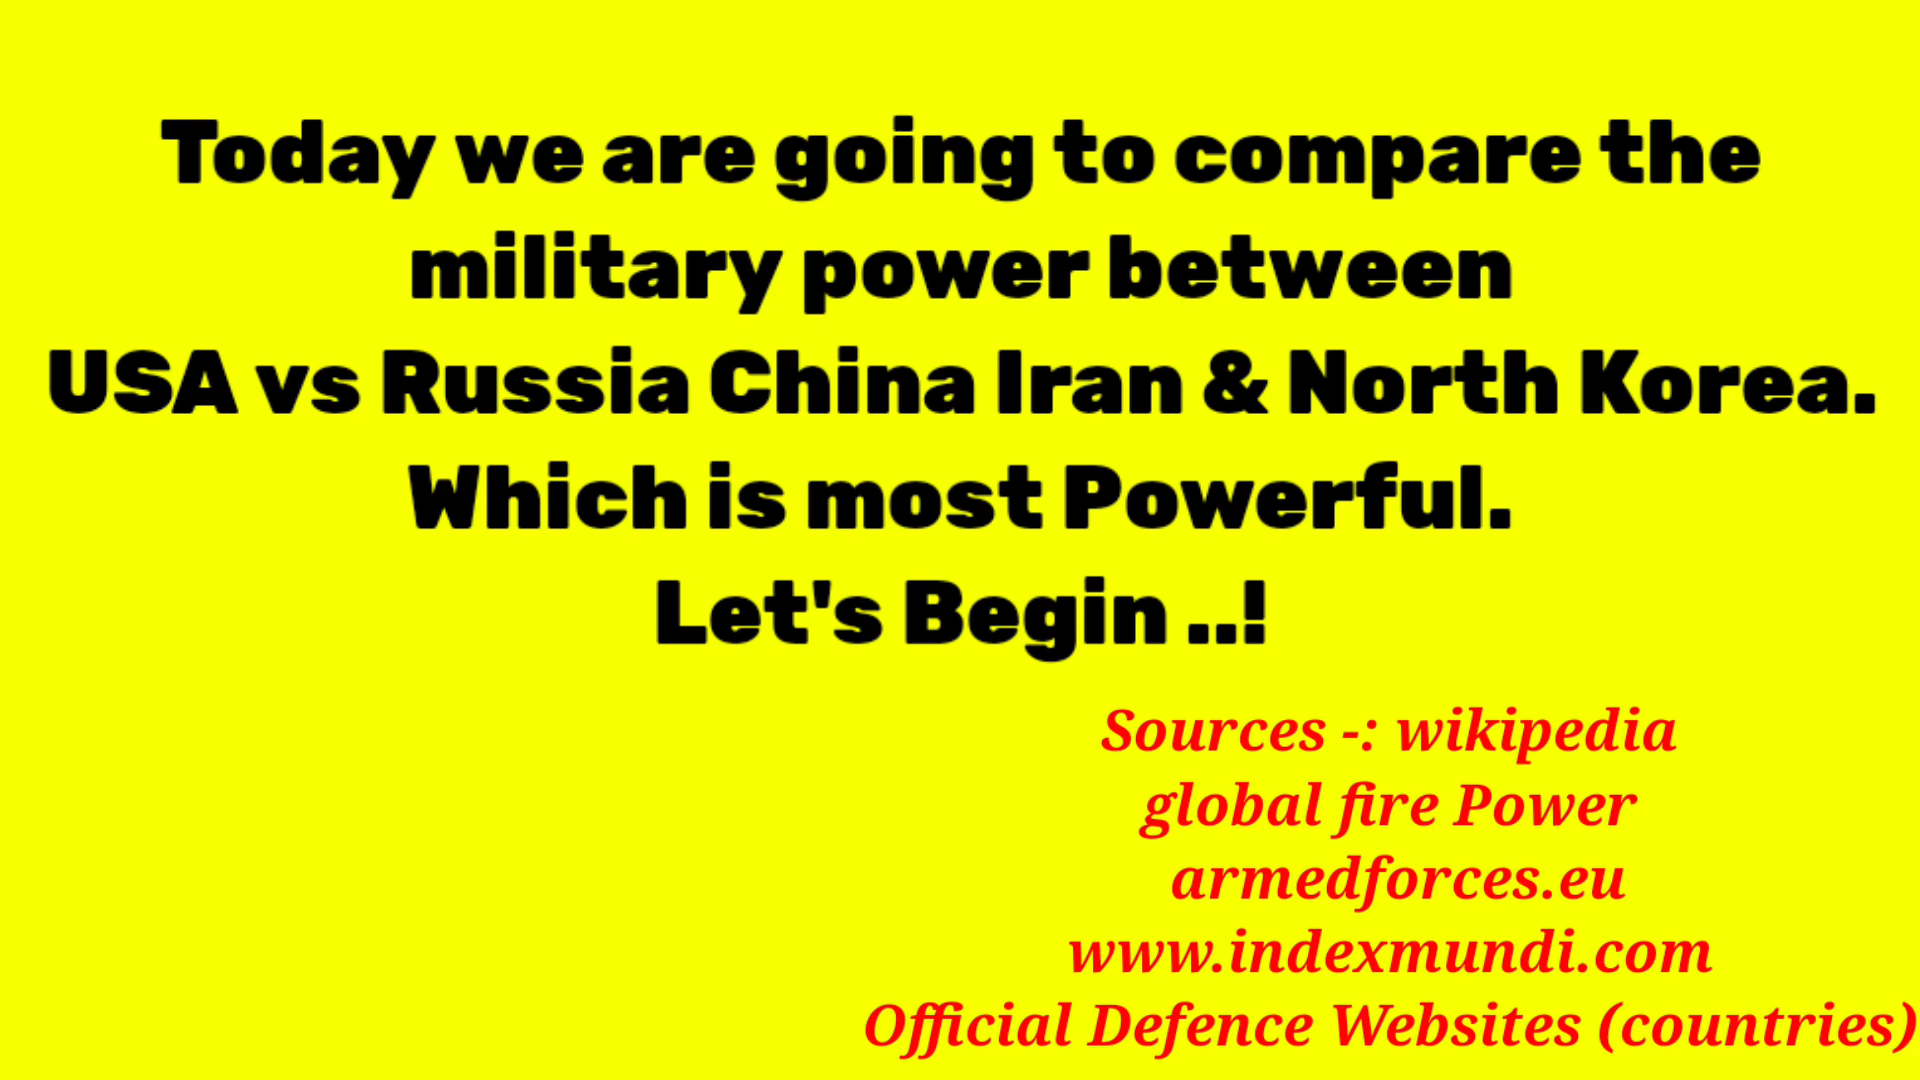 Today we are going to compare the
military power between
USA vs Russia China Iran & North Korea.
Which is most Powerful.
Let's Begin ..!
Sources -: wikipedia
global fire Power
armedforces.eu
www.indexmundi.com
Official Defence Websites (countries)